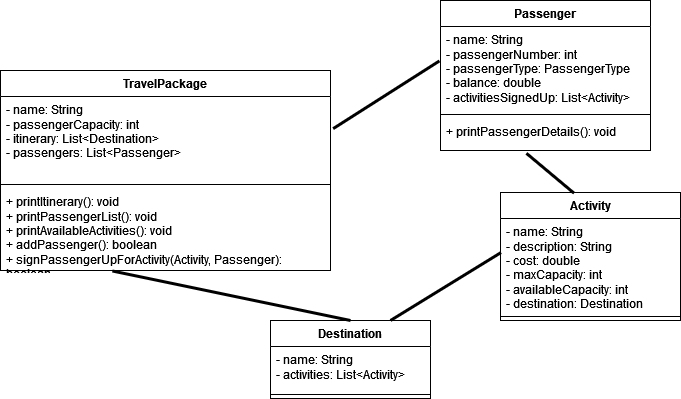 Passenger
- name: String
- passengerNumber: int
- passengerType: PassengerType
- balance: double
- activitiesSignedUp: List<Activity>
+ printPassengerDetails(): void
TravelPackage
- name: String
- passengerCapacity: int
- itinerary: List<Destination>
- passengers: List<Passenger>
+ printItinerary(): void
+ printPassengerList(): void
+ printAvailableActivities(): void
+ addPassenger(): boolean
+ signPassengerUpForActivity(Activity, Passenger):
boolean
Activity
- name: String
- description: String
- cost: double
- maxCapacity: int
- availableCapacity: int
- destination: Destination
Destination
- name: String
- activities: List<Activity>